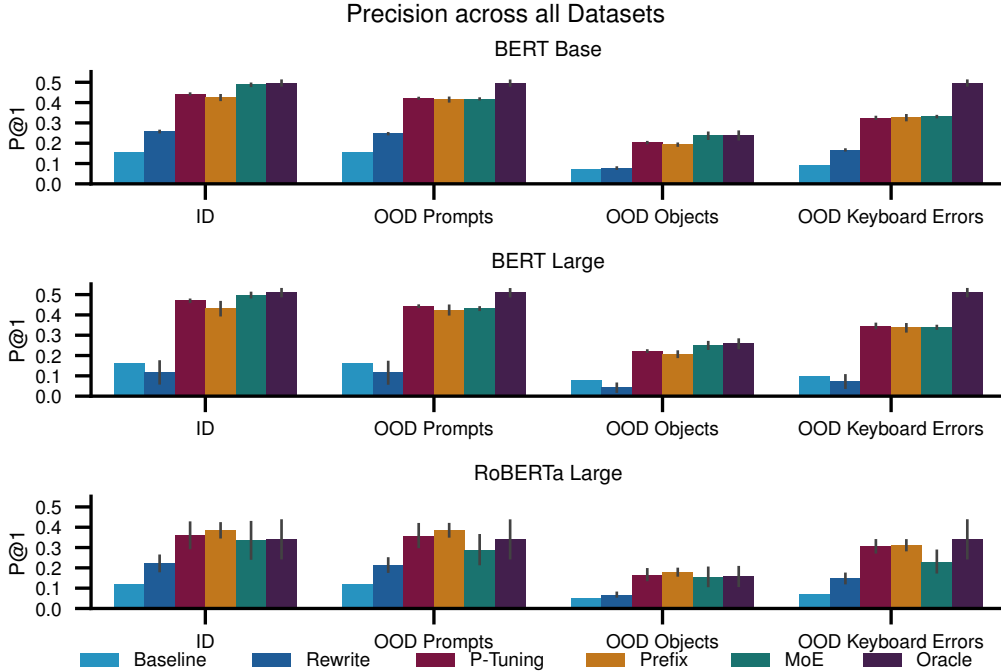 Precision across all Datasets
BERT Base
P@1
0.5
0.4
0.3
0.2
0.1
0.0
ID OOD Prompts OOD Objects OOD Keyboard Errors
BERT Large
P@1
0.5
0.4
0.3
0.2
0.1
0.0
ID OOD Prompts OOD Objects OOD Keyboard Errors
RoBERTa Large
P@1
0.5
0.4
0.3
0.2
0.1
0.0
ID OOD Prompts OOD Objects OOD Keyboard Errors
Baseline Rewrite P-Tuning Prefix MoE Oracle